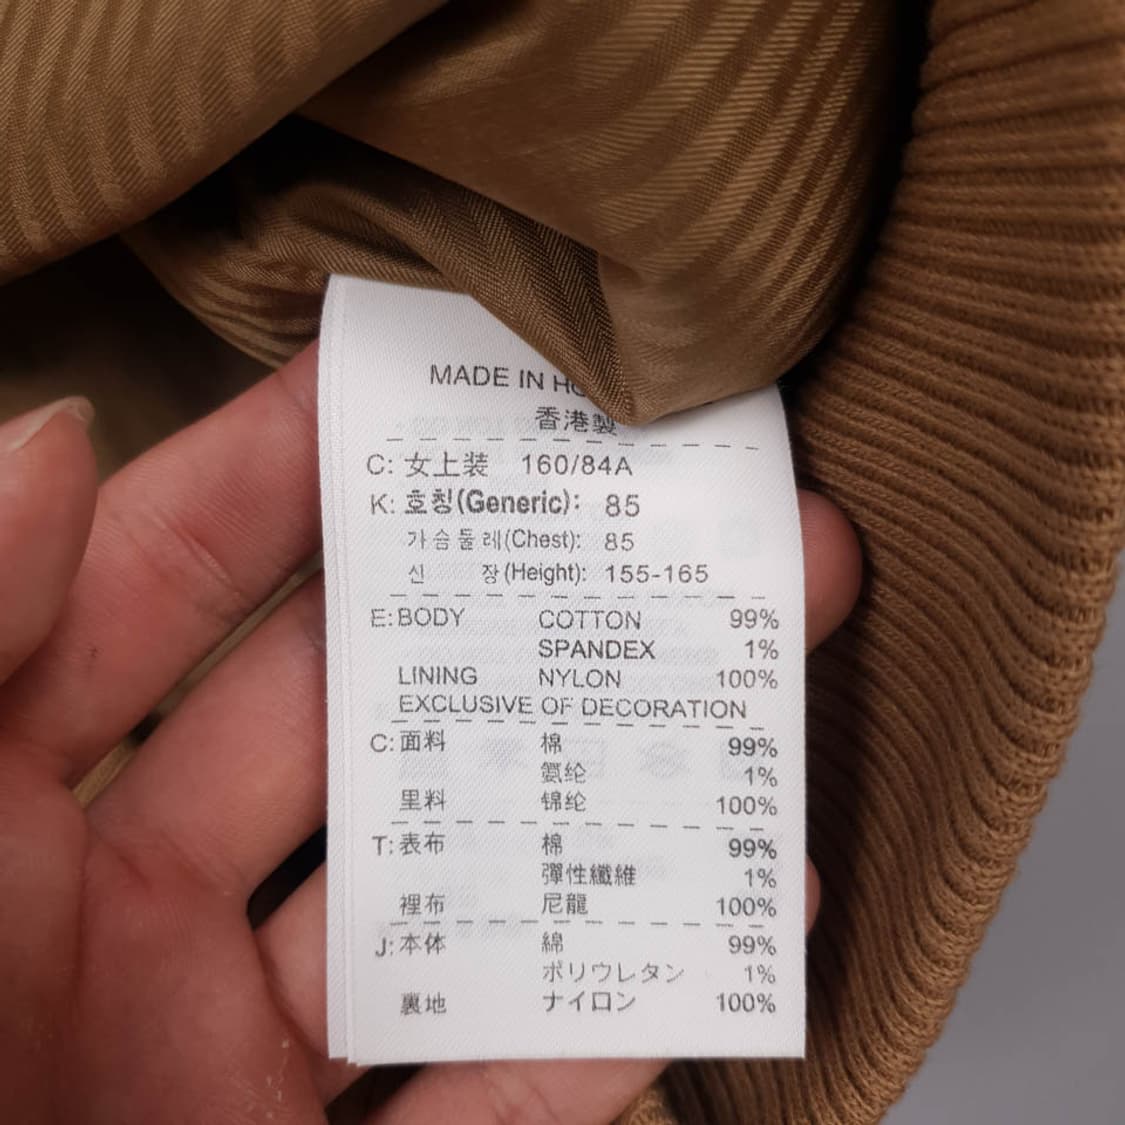 MADE IN HO
香港製
C: 女上装 160/84A
K: 호칭(Generic): 85
가슴둘레(Chest): 85
신 장(Height): 155-165
E: BODY COTTON 99%
SPANDEX 1%
LINING NYLON 100%
EXCLUSIVE OF DECORATION
C: 面料 棉 99%
氨纶 1%
里料 锦纶 100%
T: 表布 棉 99%
彈性纖維 1%
裡布 尼龍 100%
J: 本体 綿 99%
ポリウレタン 1%
裏地 ナイロン 100%